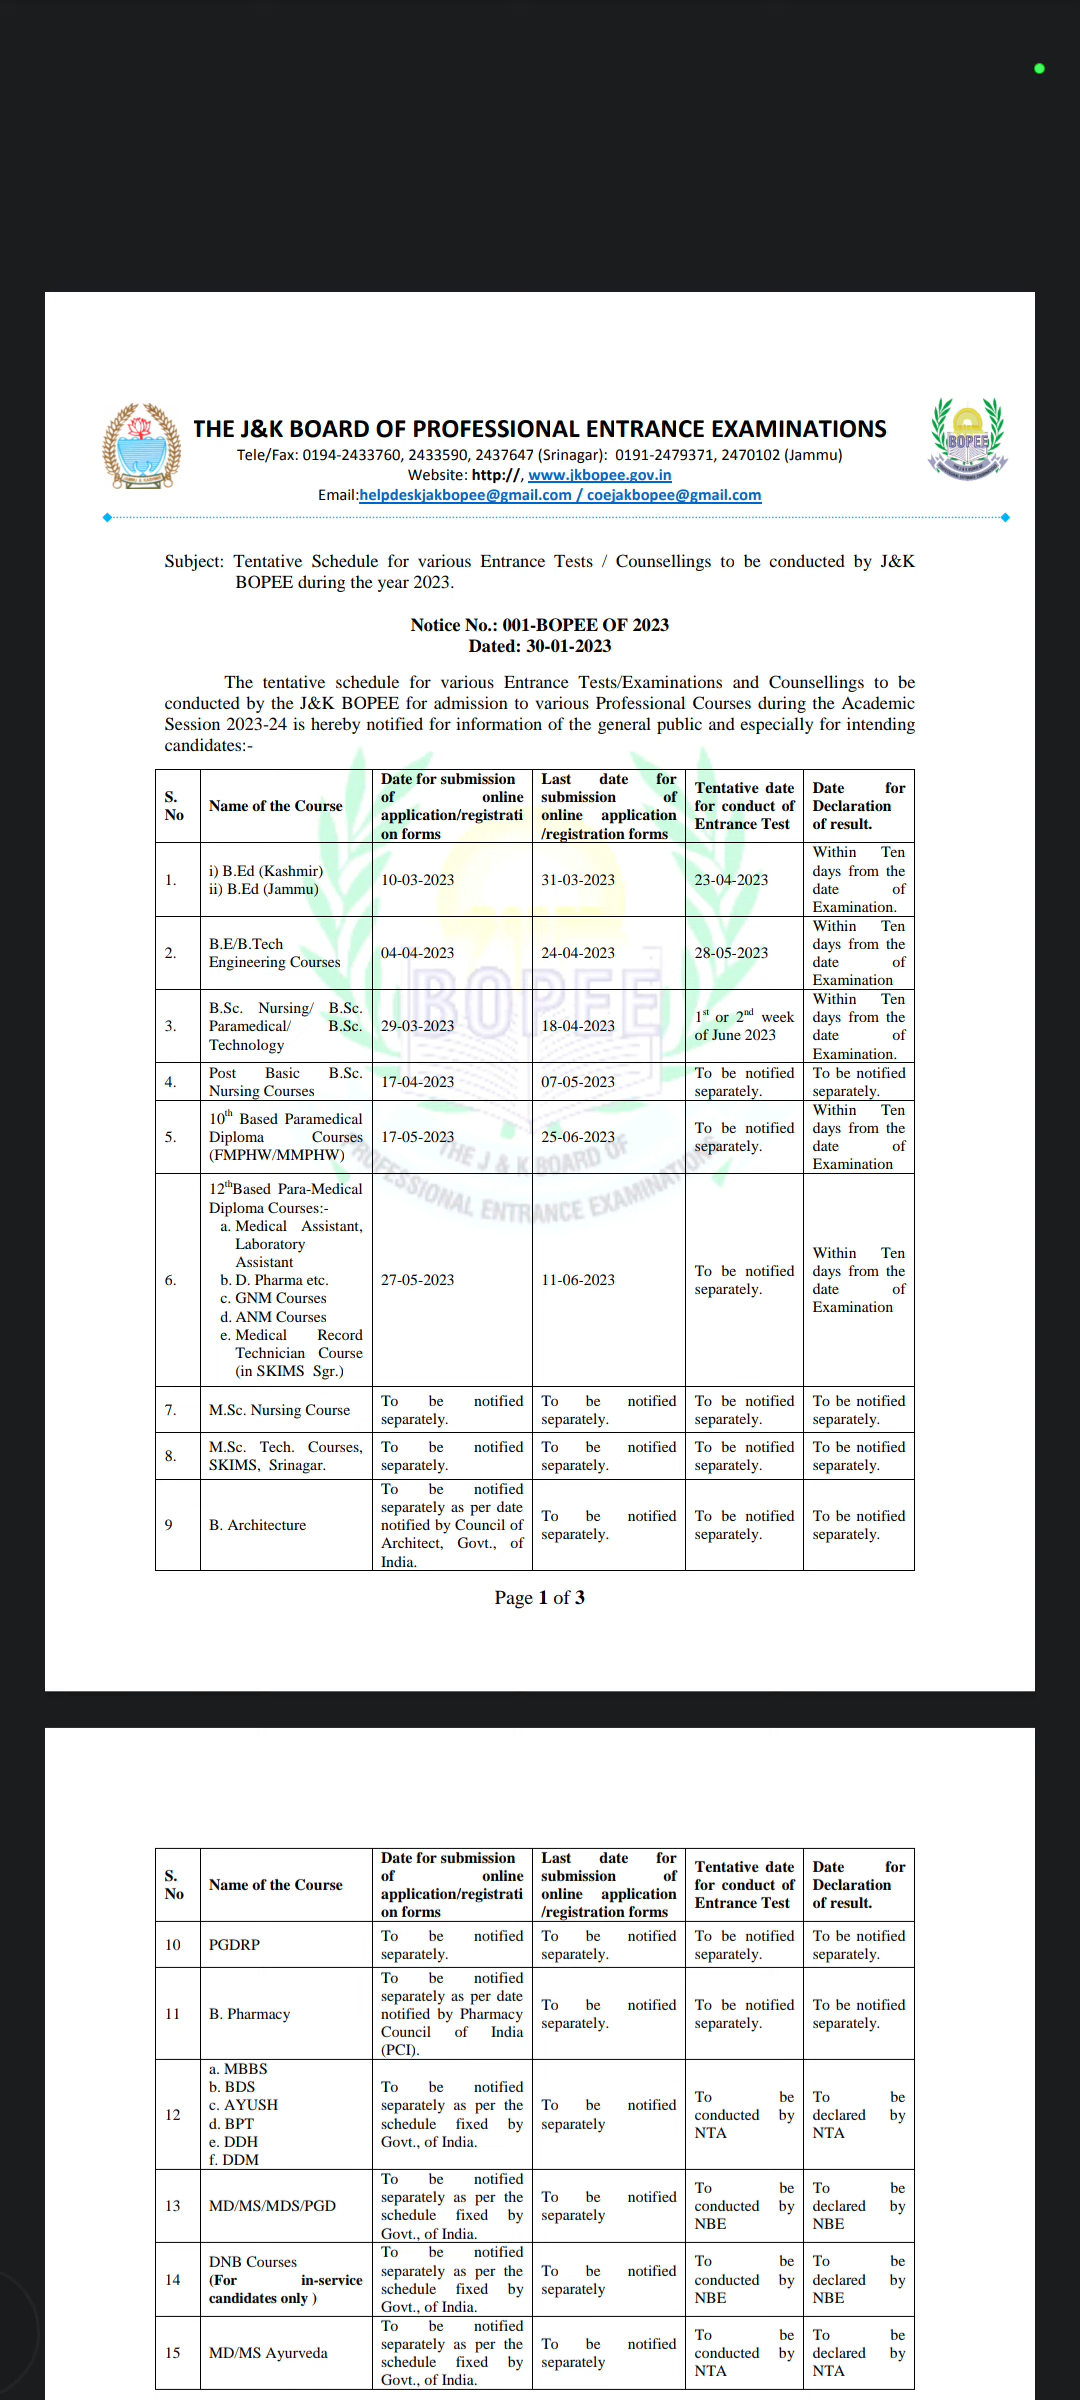 THE J&K BOARD OF PROFESSIONAL ENTRANCE EXAMINATIONS
Tele/Fax: 0194-2433760, 2433590, 2437647 (Srinagar): 0191-2479371, 2470102 (Jammu)
Website: http//, www.jkbopee.gov.in
Email:helpdeskjakbopee@gmail.com / coejakbopee@gmail.com
BOPEE
Subject: Tentative Schedule for various Entrance Tests / Counsellings to be conducted by J&K
BOPEE during the year 2023.
Notice No.: 001-BOPEE OF 2023
Dated: 30-01-2023
The tentative schedule for various Entrance Tests/Examinations and Counsellings to be
conducted by the J&K BOPEE for admission to various Professional Courses during the Academic
Session 2023-24 is hereby notified for information of the general public and especially for intending
candidates:-
S.
No
Name of the Course
Date for submission
of online
application/registrati
on forms
Last date for
submission of
online application
/registration forms
Tentative date
for conduct of
Entrance Test
Date for
Declaration
of result.
1.
i) B.Ed (Kashmir)
ii) B.Ed (Jammu)
10-03-2023
31-03-2023
23-04-2023
Within Ten
days from the
date of
Examination.
2.
B.E/B.Tech
Engineering Courses
04-04-2023
24-04-2023
28-05-2023
Within Ten
days from the
date of
Examination
3.
B.Sc. Nursing/ B.Sc.
Paramedical/ B.Sc.
Technology
29-03-2023
18-04-2023
1st or 2nd week
of June 2023
Within Ten
days from the
date of
Examination.
4.
Post Basic B.Sc.
Nursing Courses
17-04-2023
07-05-2023
To be notified
separately.
To be notified
separately.
5.
10th Based Paramedical
Diploma Courses
(FMPHW/MMPHW)
17-05-2023
25-06-2023
To be notified
separately.
Within Ten
days from the
date of
Examination
6.
12thBased Para-Medical
Diploma Courses:-
a. Medical Assistant,
Laboratory
Assistant
b. D. Pharma etc.
c. GNM Courses
d. ANM Courses
e. Medical Record
Technician Course
(in SKIMS Sgr.)
27-05-2023
11-06-2023
To be notified
separately.
Within Ten
days from the
date of
Examination
7.
M.Sc. Nursing Course
To be notified
separately.
To be notified
separately.
To be notified
separately.
To be notified
separately.
8.
M.Sc. Tech. Courses,
SKIMS, Srinagar.
To be notified
separately.
To be notified
separately.
To be notified
separately.
To be notified
separately.
9
B. Architecture
To be notified
separately as per date
notified by Council of
Architect, Govt., of
India.
To be notified
separately.
To be notified
separately.
To be notified
separately.
BOPEE
THE J & K BOARD OF
PROFESSIONAL ENTRANCE EXAMINATIONS
Page 1 of 3
S.
No
Name of the Course
Date for submission
of online
application/registrati
on forms
Last date for
submission of
online application
/registration forms
Tentative date
for conduct of
Entrance Test
Date for
Declaration
of result.
10
PGDRP
To be notified
separately.
To be notified
separately.
To be notified
separately.
To be notified
separately.
11
B. Pharmacy
To be notified
separately as per date
notified by Pharmacy
Council of India
(PCI).
To be notified
separately.
To be notified
separately.
To be notified
separately.
12
a. MBBS
b. BDS
c. AYUSH
d. BPT
e. DDH
f. DDM
To be notified
separately as per the
schedule fixed by
Govt., of India.
To be notified
separately
To be
conducted by
NTA
To be
declared by
NTA
13
MD/MS/MDS/PGD
To be notified
separately as per the
schedule fixed by
Govt., of India.
To be notified
separately
To be
conducted by
NBE
To be
declared by
NBE
14
DNB Courses
(For in-service
candidates only )
To be notified
separately as per the
schedule fixed by
Govt., of India.
To be notified
separately
To be
conducted by
NBE
To be
declared by
NBE
15
MD/MS Ayurveda
To be notified
separately as per the
schedule fixed by
Govt., of India.
To be notified
separately
To be
conducted by
NTA
To be
declared by
NTA